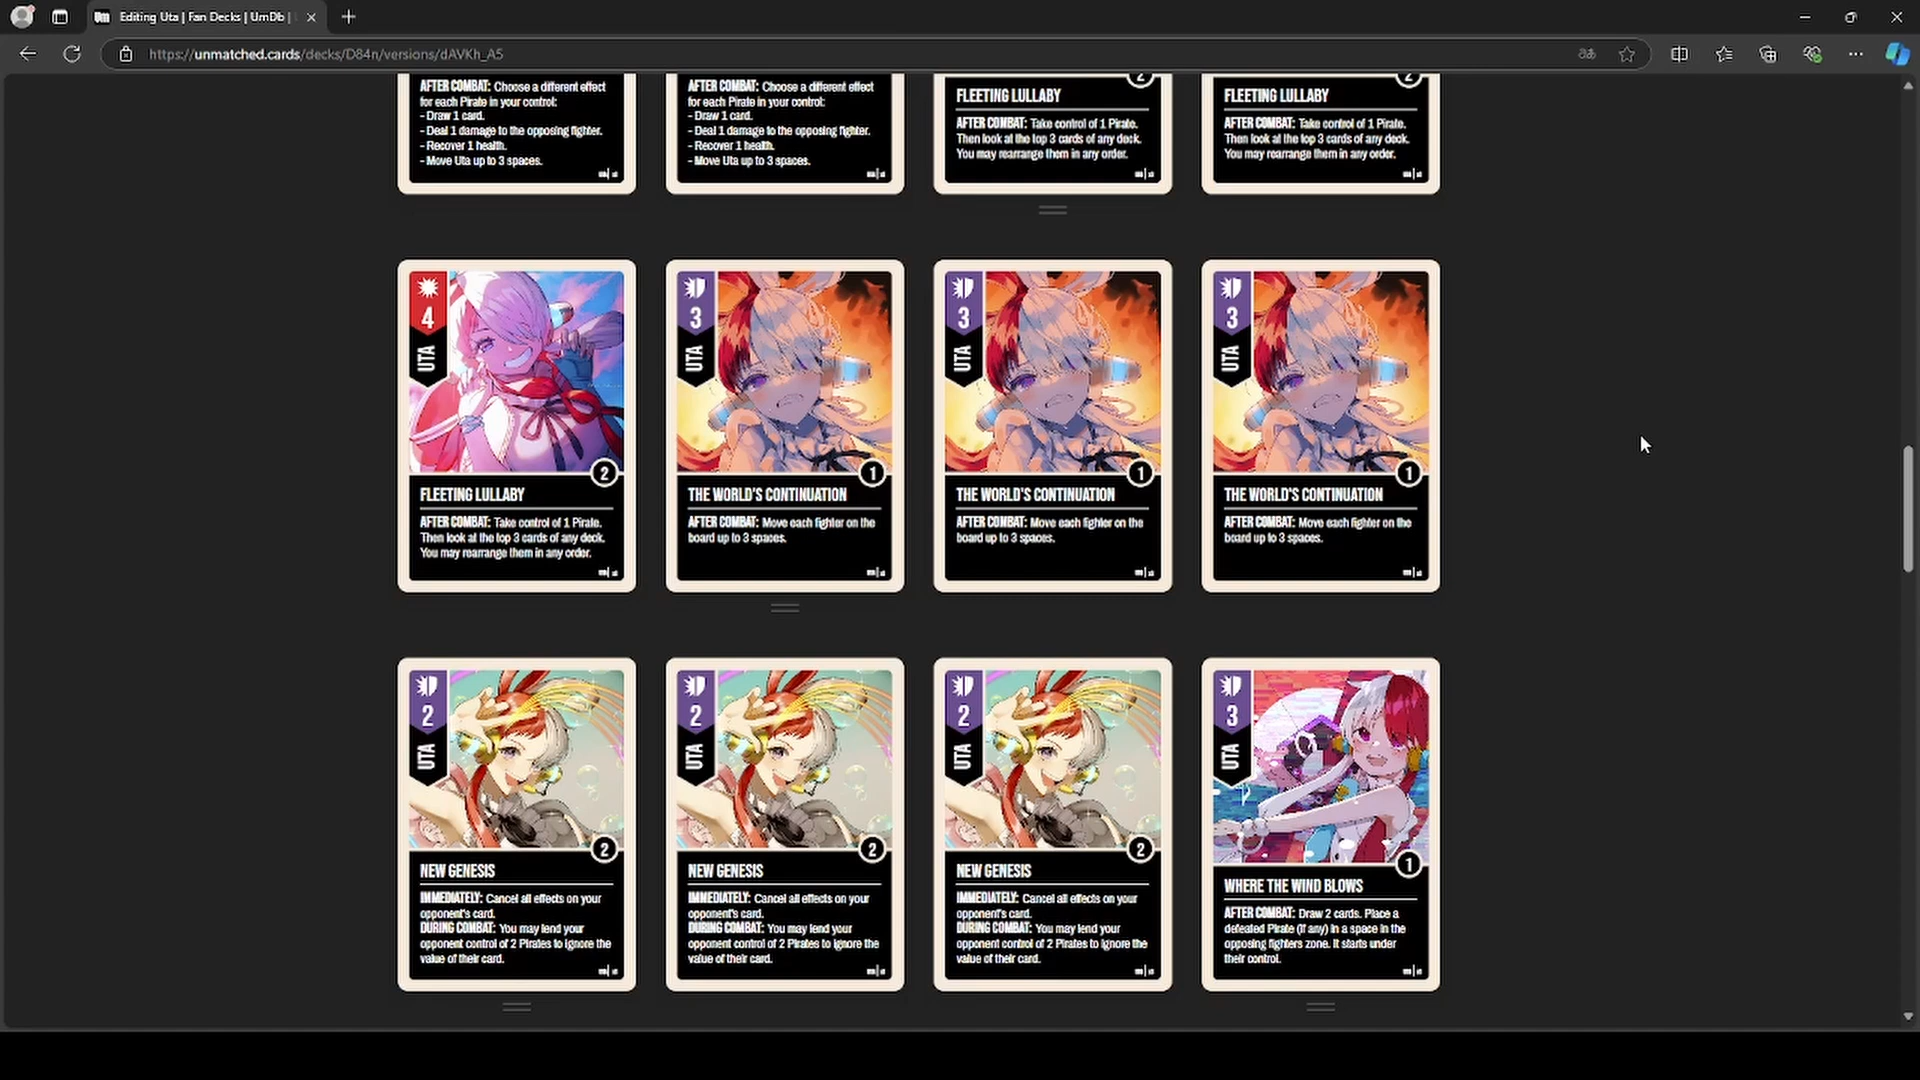 Editing Uta | Fan Decks | UmDb |
https://unmatched.cards/decks/D84n/versions/dAVKh_A5
AFTER COMBAT: Choose a different effect
for each Pirate in your control:
- Draw 1 card.
- Deal 1 damage to the opposing fighter.
- Recover 1 health.
- Move Uta up to 3 spaces.
AFTER COMBAT: Choose a different effect
for each Pirate in your control:
- Draw 1 card.
- Deal 1 damage to the opposing fighter.
- Recover 1 health.
- Move Uta up to 3 spaces.
2
FLEETING LULLABY
AFTER COMBAT: Take control of 1 Pirate.
Then look at the top 3 cards of any deck.
You may rearrange them in any order.
2
FLEETING LULLABY
AFTER COMBAT: Take control of 1 Pirate.
Then look at the top 3 cards of any deck.
You may rearrange them in any order.
4
UTA
2
FLEETING LULLABY
AFTER COMBAT: Take control of 1 Pirate.
Then look at the top 3 cards of any deck.
You may rearrange them in any order.
3
UTA
1
THE WORLD'S CONTINUATION
AFTER COMBAT: Move each fighter on the
board up to 3 spaces.
3
UTA
1
THE WORLD'S CONTINUATION
AFTER COMBAT: Move each fighter on the
board up to 3 spaces.
3
UTA
1
THE WORLD'S CONTINUATION
AFTER COMBAT: Move each fighter on the
board up to 3 spaces.
2
UTA
2
NEW GENESIS
IMMEDIATELY: Cancel all effects on your
opponent's card.
DURING COMBAT: You may lend your
opponent control of 2 Pirates to ignore the
value of their card.
2
UTA
2
NEW GENESIS
IMMEDIATELY: Cancel all effects on your
opponent's card.
DURING COMBAT: You may lend your
opponent control of 2 Pirates to ignore the
value of their card.
2
UTA
2
NEW GENESIS
IMMEDIATELY: Cancel all effects on your
opponent's card.
DURING COMBAT: You may lend your
opponent control of 2 Pirates to ignore the
value of their card.
3
UTA
1
WHERE THE WIND BLOWS
AFTER COMBAT: Draw 2 cards. Place a
defeated Pirate (if any) in a space in the
opposing fighters zone. It starts under
their control.